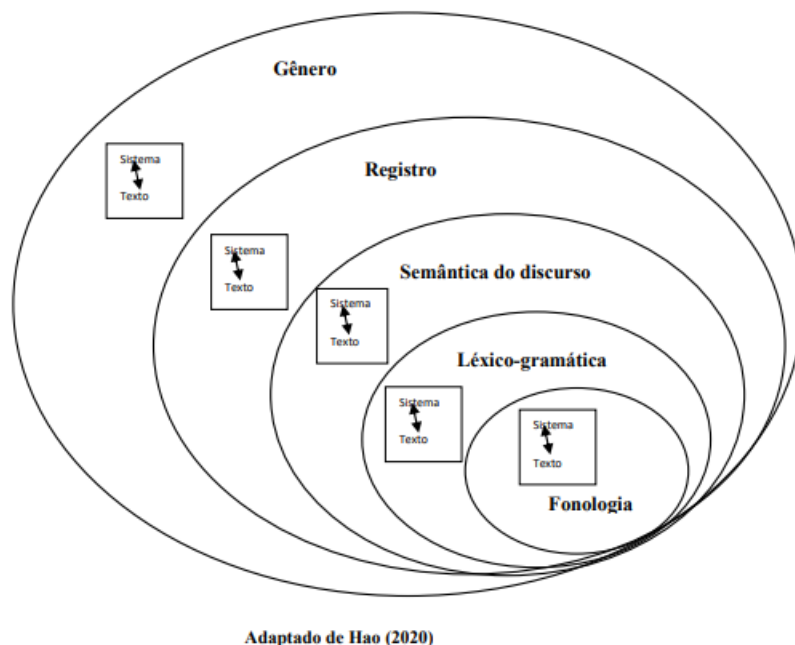 Gênero
Sistema
Texto
Registro
Sistema
Texto
Semântica do discurso
Sistema
Texto
Léxico-gramática
Sistema
Texto
Sistema
Texto
Fonologia
Adaptado de Hao (2020)